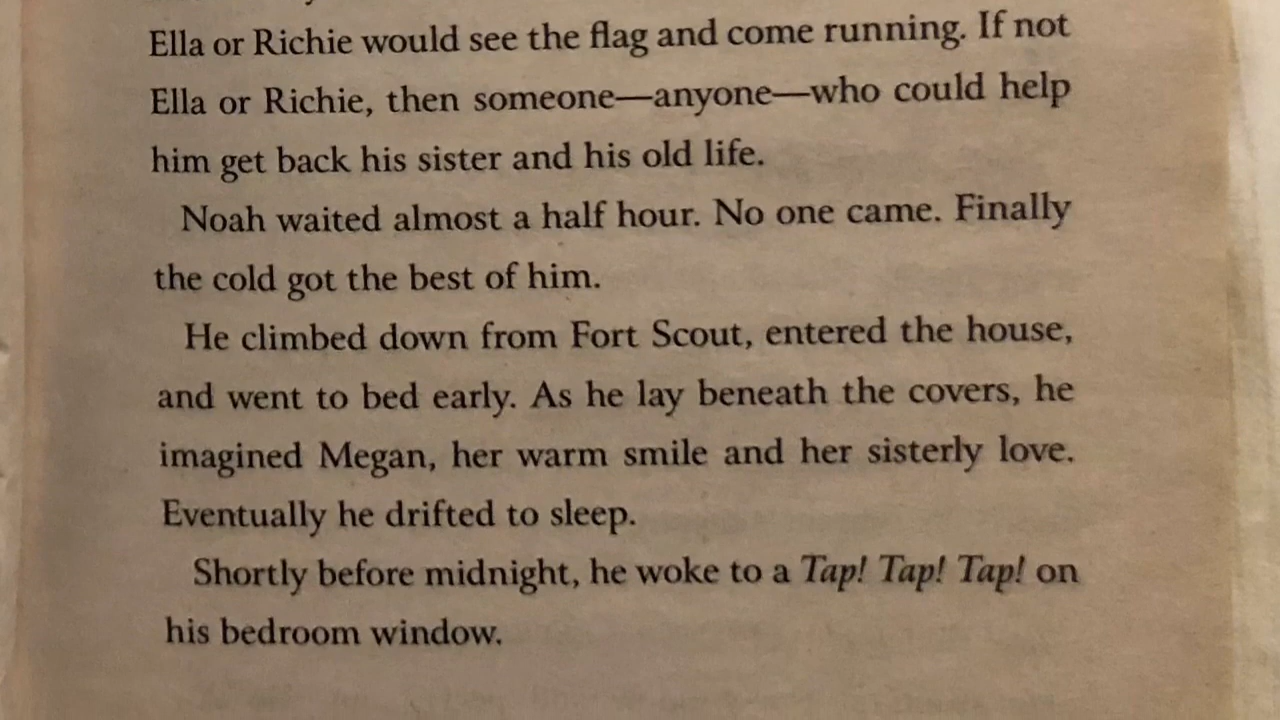 Ella or Richie would see the flag and come running. If not
Ella or Richie, then someone—anyone—who could help
him get back his sister and his old life.
Noah waited almost a half hour. No one came. Finally
the cold got the best of him.
He climbed down from Fort Scout, entered the house,
and went to bed early. As he lay beneath the covers, he
imagined Megan, her warm smile and her sisterly love.
Eventually he drifted to sleep.
Shortly before midnight, he woke to a Tap! Tap! Tap! on
his bedroom window.